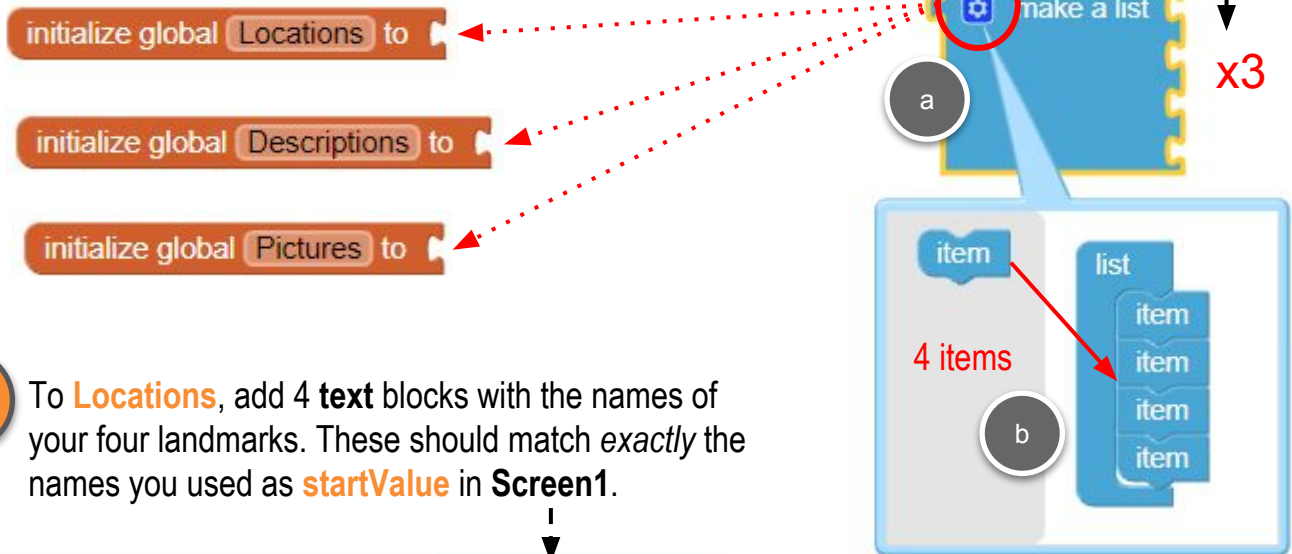 initialize global Locations to
make a list
x3
a
initialize global Descriptions to
initialize global Pictures to
item
list
item
item
item
item
4 items
b
To Locations, add 4 text blocks with the names of
your four landmarks. These should match exactly the
names you used as startValue in Screen1.